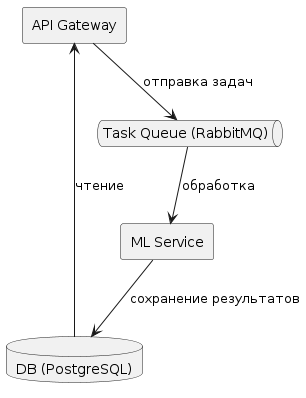 API Gateway
отправка задач
Task Queue (RabbitMQ)
чтение
обработка
ML Service
сохранение результатов
DB (PostgreSQL)